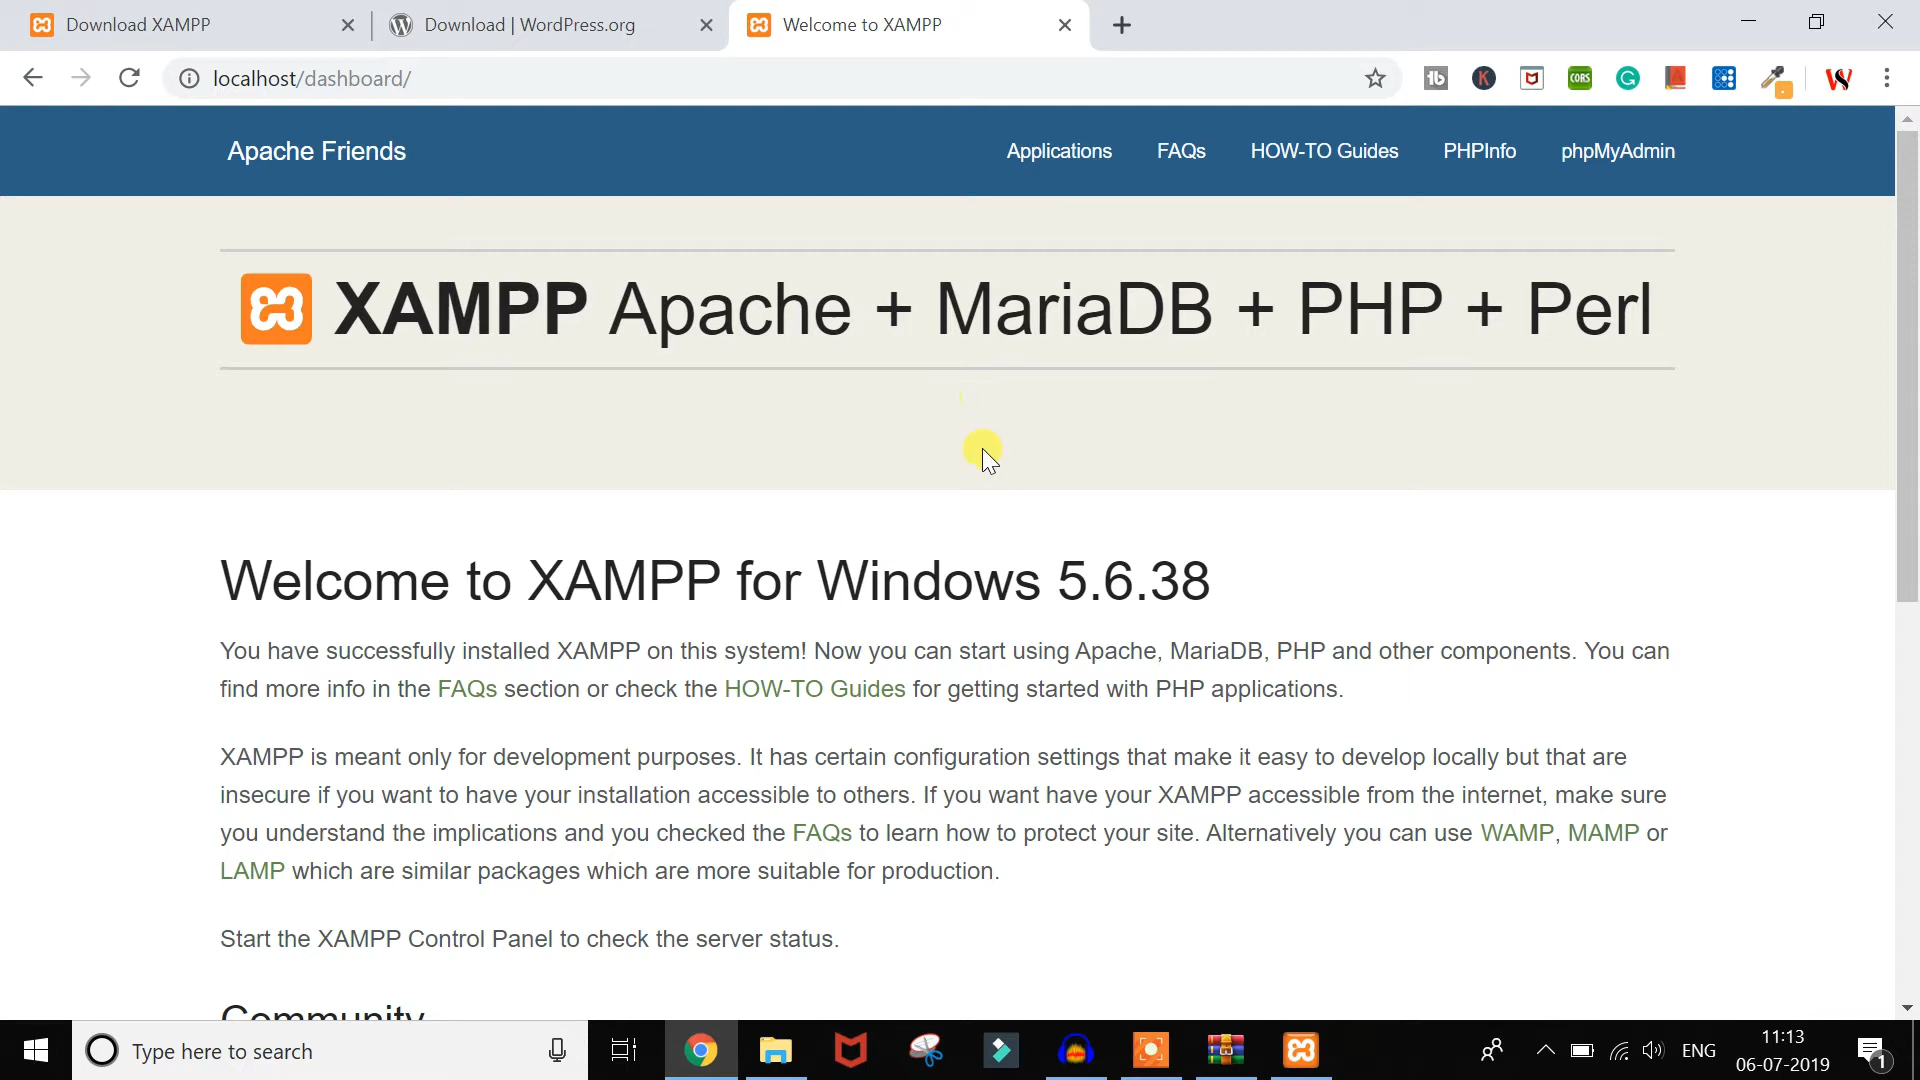 Download XAMPP
Download | WordPress.org
Welcome to XAMPP
localhost/dashboard/
tb
K
CORS
G
Apache Friends
Applications
FAQs
HOW-TO Guides
PHPInfo
phpMyAdmin
XAMPP Apache + MariaDB + PHP + Perl
Welcome to XAMPP for Windows 5.6.38
You have successfully installed XAMPP on this system! Now you can start using Apache, MariaDB, PHP and other components. You can
find more info in the FAQs section or check the HOW-TO Guides for getting started with PHP applications.
XAMPP is meant only for development purposes. It has certain configuration settings that make it easy to develop locally but that are
insecure if you want to have your installation accessible to others. If you want have your XAMPP accessible from the internet, make sure
you understand the implications and you checked the FAQs to learn how to protect your site. Alternatively you can use WAMP, MAMP or
LAMP which are similar packages which are more suitable for production.
Start the XAMPP Control Panel to check the server status.
Community
Type here to search
ENG
11:13
06-07-2019
1